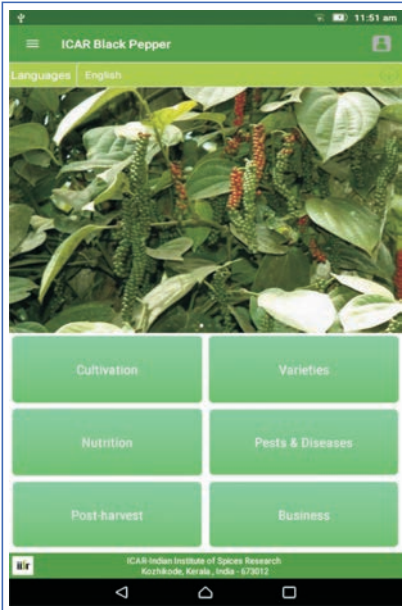 11:51 am
ICAR Black Pepper
Languages English
Cultivation
Varieties
Nutrition
Pests & Diseases
Post-harvest
Business
ICAR-Indian Institute of Spices Research
Kozhikode, Kerala , India - 673012